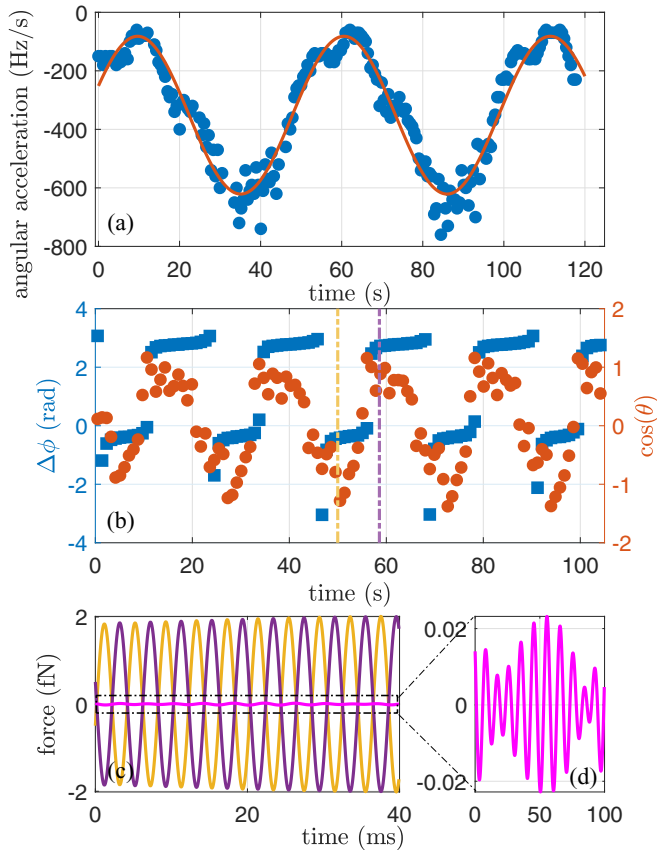 0
-200
-400
-600
-800
angular acceleration (Hz/s)
(a)
0 20 40 60 80 100 120
time (s)
4
2
0
-2
-4
Δϕ (rad)
2
1
0
-1
-2
cos(θ)
(b)
0 20 40 60 80 100
time (s)
2
0
-2
force (fN)
(c)
0 20 40
time (ms)
0.02
0
-0.02
(d)
0 50 100
time (s)